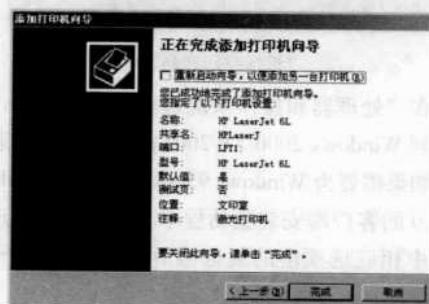 添加打印机向导
正在完成添加打印机向导
重新启动向导，以便添加另一台打印机(R)
您已成功地完成了添加打印机向导。
您指定了以下打印机设置:
名称: HP LaserJet 6L
共享名: HPLaserJ
端口: LPT1:
型号: HP LaserJet 6L
默认值: 是
测试页: 否
位置: 文印室
注释: 激光打印机
要关闭此向导，请单击“完成”。
<上一步(B) 完成 取消